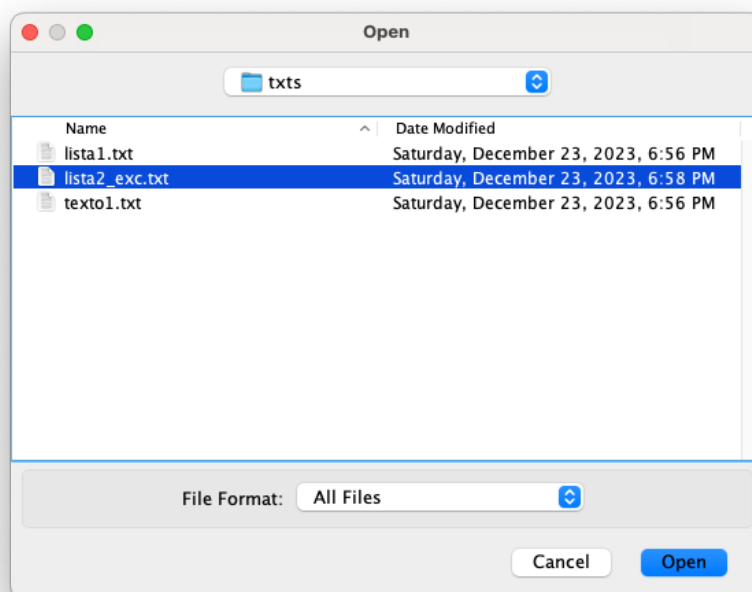 Open
txts
Name Date Modified
lista1.txt Saturday, December 23, 2023, 6:56 PM
lista2_exc.txt Saturday, December 23, 2023, 6:58 PM
texto1.txt Saturday, December 23, 2023, 6:56 PM
File Format: All Files
Cancel Open